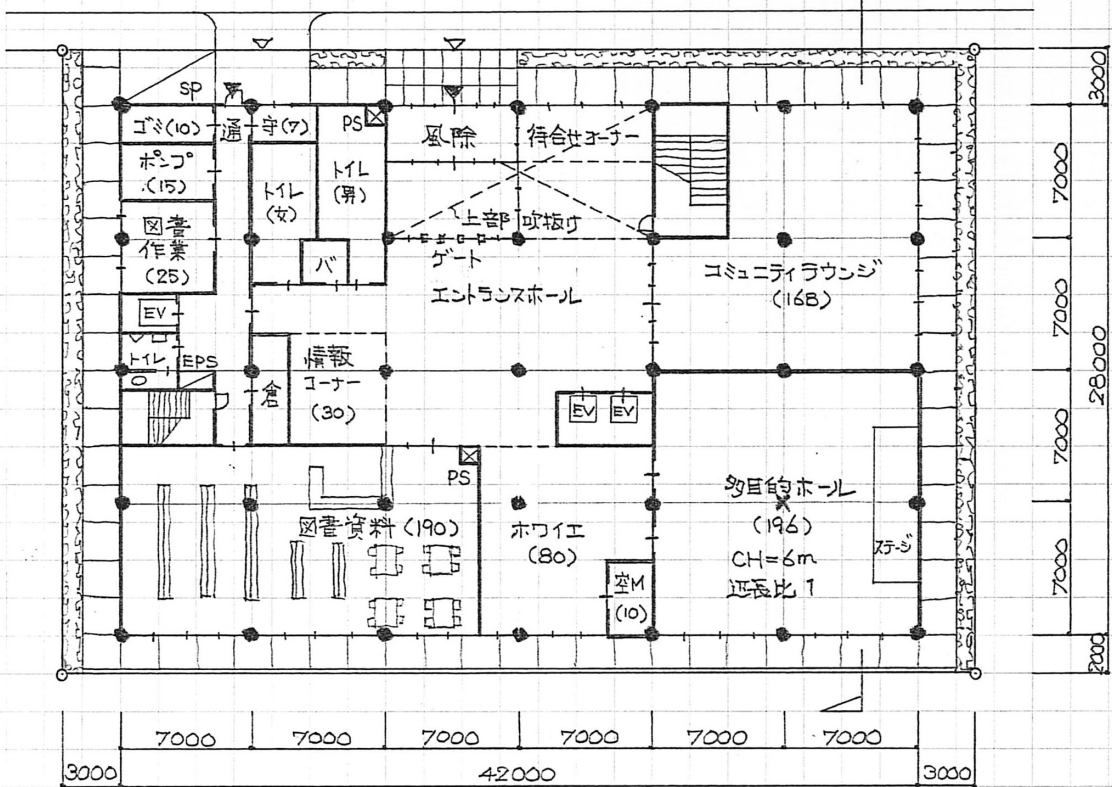 SP
ゴミ(10)
通
守(7)
PS
風除
待合せコーナー
ポンプ
(15)
トイレ
(女)
トイレ
(男)
上部吹抜け
図書
作業
(25)
ゲート
バ
コミュニティラウンジ
(168)
エントランスホール
EV
トイレ
EPS
倉
情報
コーナー
(30)
EV
EV
PS
図書資料(190)
ホワイエ
(80)
多目的ホール
(196)
CH=6m
辺長比 1
ステージ
空M
(10)
3000
7000
7000
7000
7000
28000
2000
7000
7000
7000
7000
7000
7000
3000
42000
3000